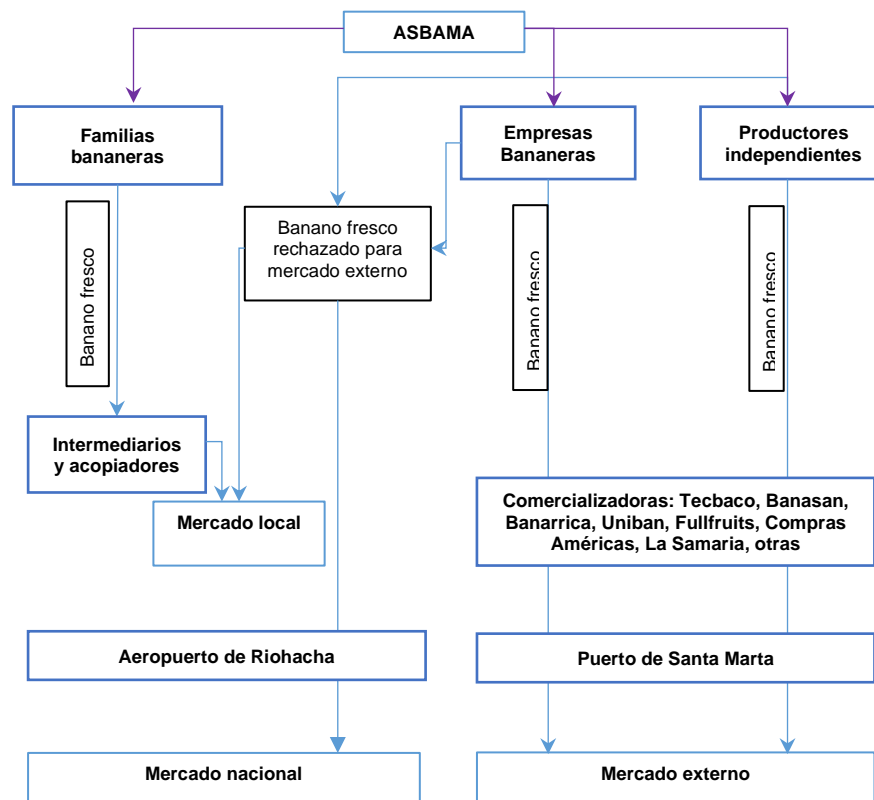 ASBAMA
Familias
bananeras
Empresas
Bananeras
Productores
independientes
Banano fresco
Banano fresco
rechazado para
mercado externo
Banano fresco
Banano fresco
Intermediarios
y acopiadores
Mercado local
Comercializadoras: Tecbaco, Banasan,
Banarrica, Uniban, Fullfruits, Compras
Américas, La Samaria, otras
Aeropuerto de Riohacha
Puerto de Santa Marta
Mercado nacional
Mercado externo